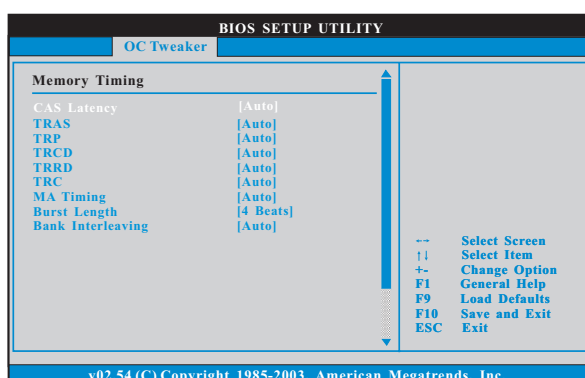 BIOS SETUP UTILITY
OC Tweaker
Memory Timing
CAS Latency [Auto]
TRAS [Auto]
TRP [Auto]
TRCD [Auto]
TRRD [Auto]
TRC [Auto]
MA Timing [Auto]
Burst Length [4 Beats]
Bank Interleaving [Auto]
←→ Select Screen
↑↓ Select Item
+- Change Option
F1 General Help
F9 Load Defaults
F10 Save and Exit
ESC Exit
v02.54 (C) Copyright 1985-2003, American Megatrends, Inc.